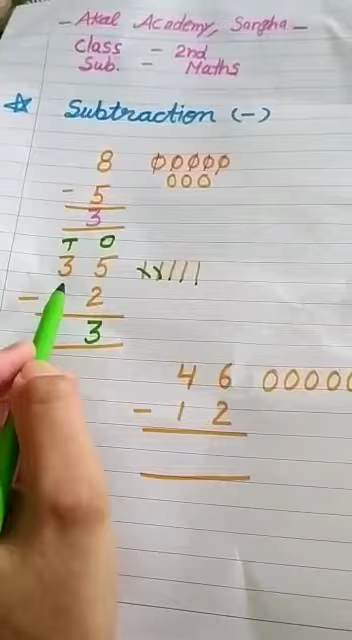 - Akal Academy, Sangha -
Class - 2nd
Sub. - Maths
☆ Subtraction (-)
8
- 5
3
T O
3 5
- 2
3
4 6 00000
- 1 2